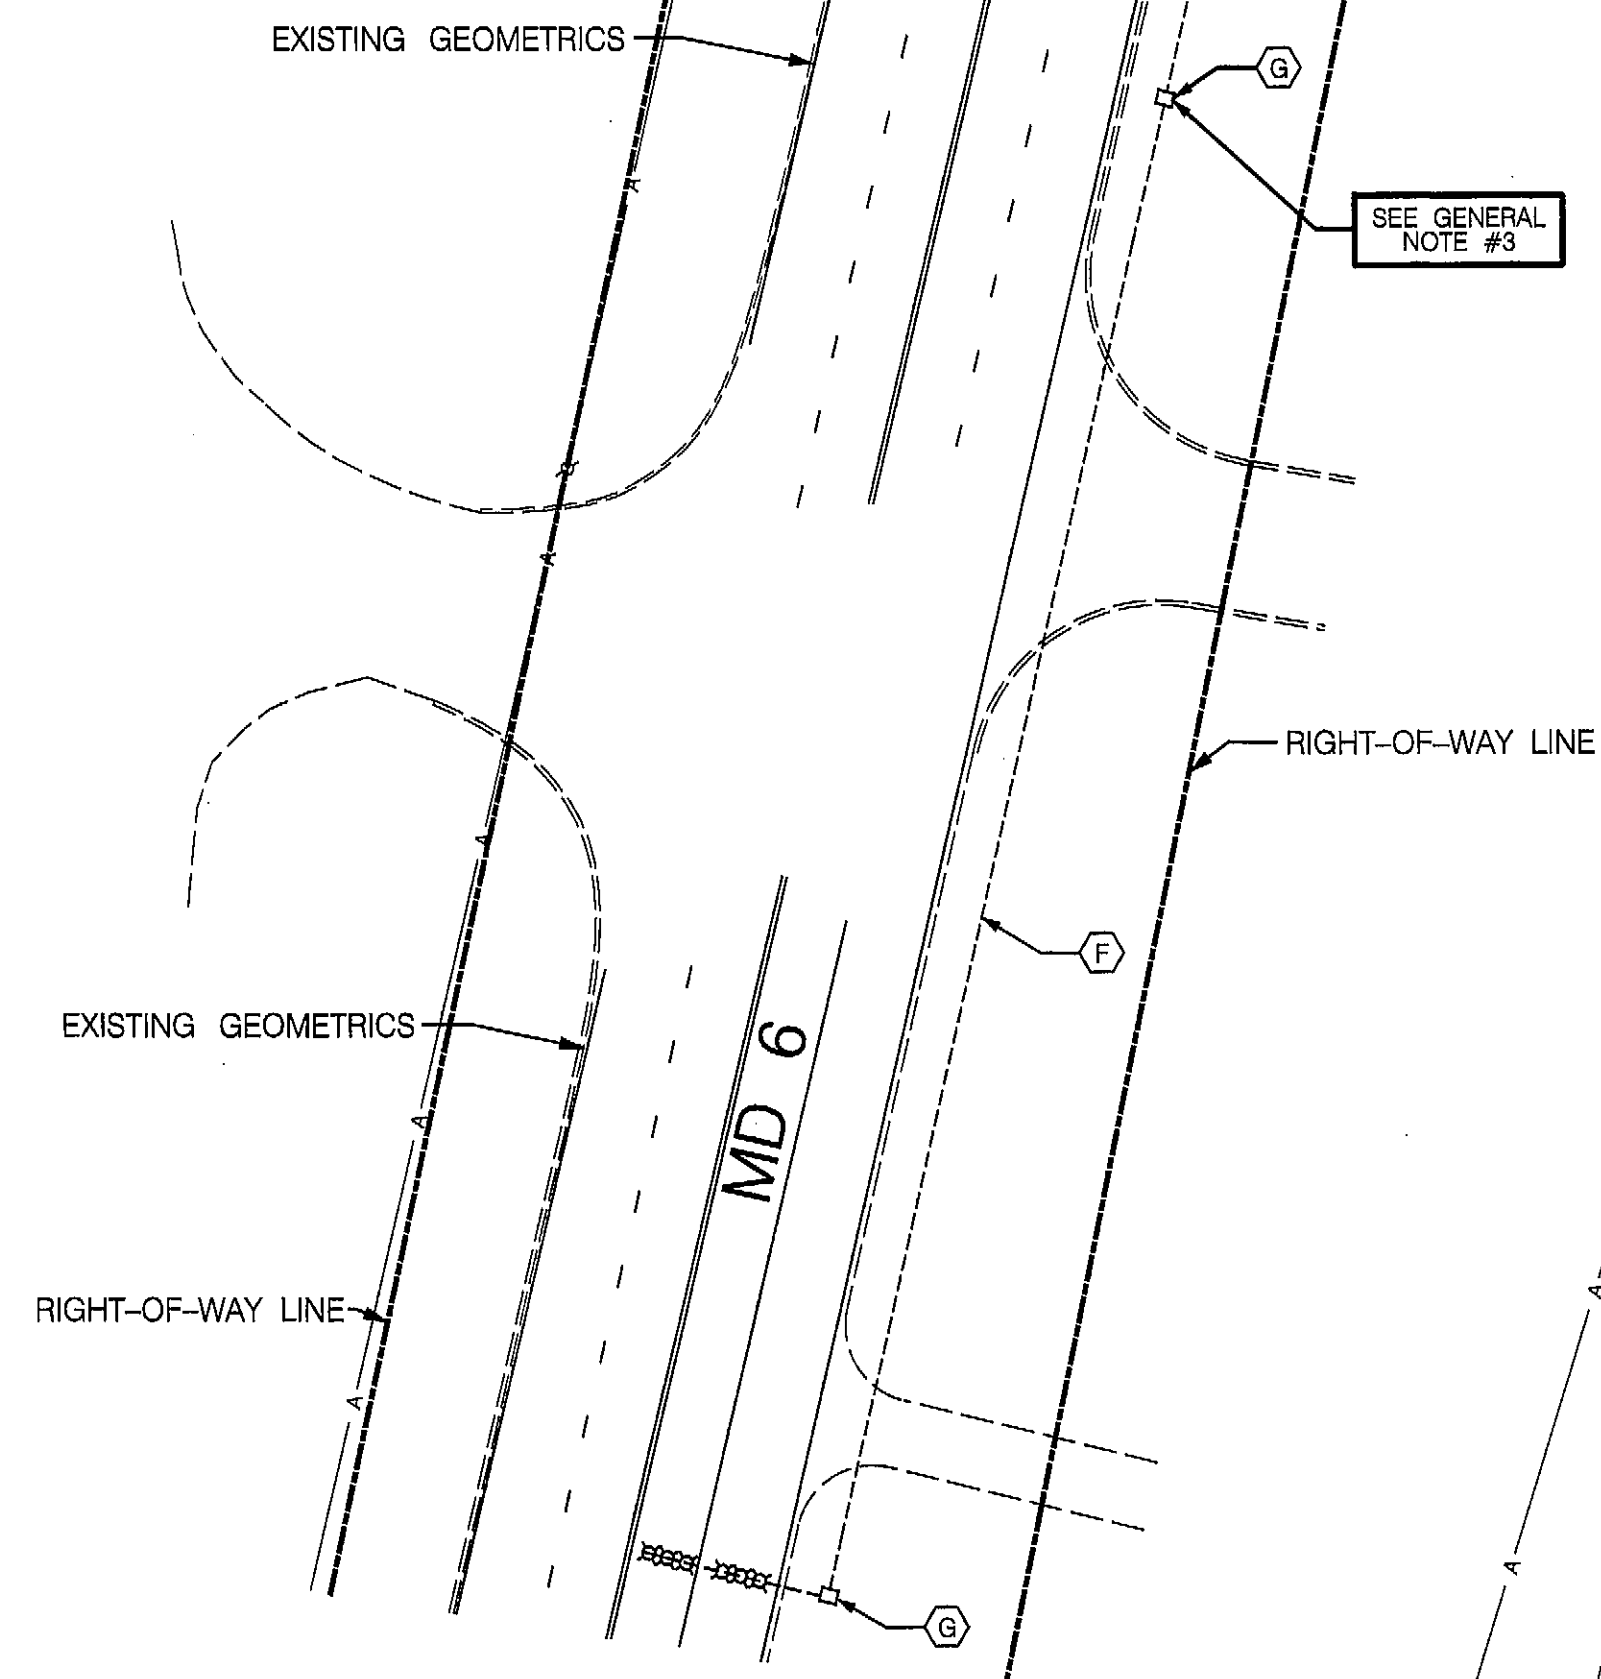 EXISTING GEOMETRICS
G
A
SEE GENERAL
NOTE #3
A
RIGHT-OF-WAY LINE
A
F
EXISTING GEOMETRICS
MD 6
A
A
RIGHT-OF-WAY LINE
A
A
G